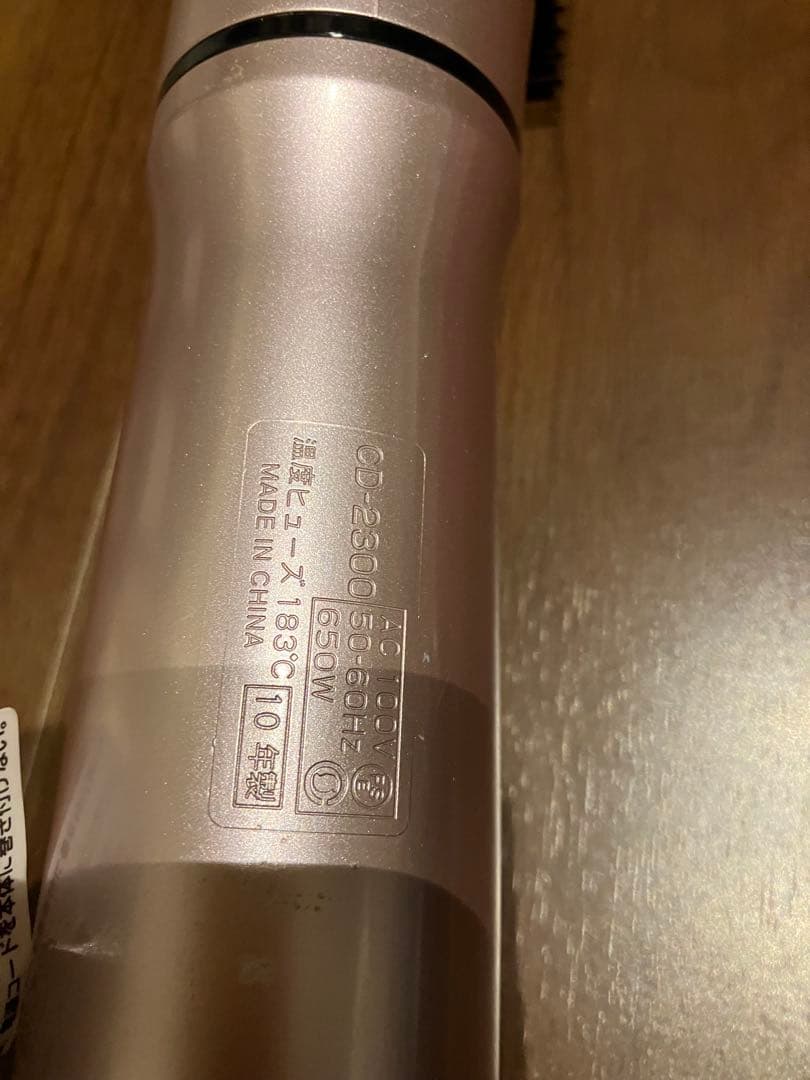 CD-2300
AC 100V
50-60Hz
650W
温度ヒューズ183℃
MADE IN CHINA
10 年製